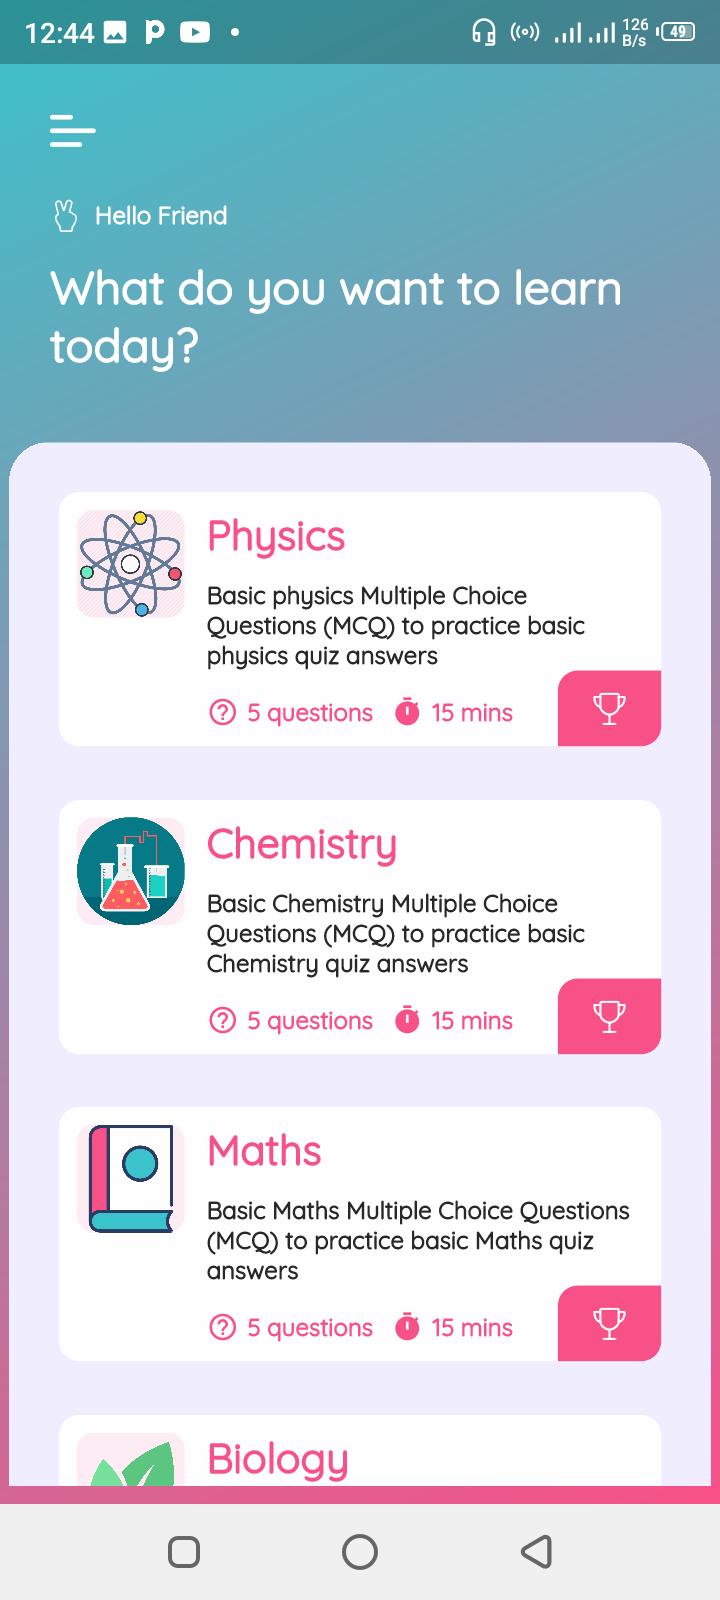 12:44
126
B/s
49
Hello Friend
What do you want to learn
today?
Physics
Basic physics Multiple Choice
Questions (MCQ) to practice basic
physics quiz answers
5 questions 15 mins
Chemistry
Basic Chemistry Multiple Choice
Questions (MCQ) to practice basic
Chemistry quiz answers
5 questions 15 mins
Maths
Basic Maths Multiple Choice Questions
(MCQ) to practice basic Maths quiz
answers
5 questions 15 mins
Biology